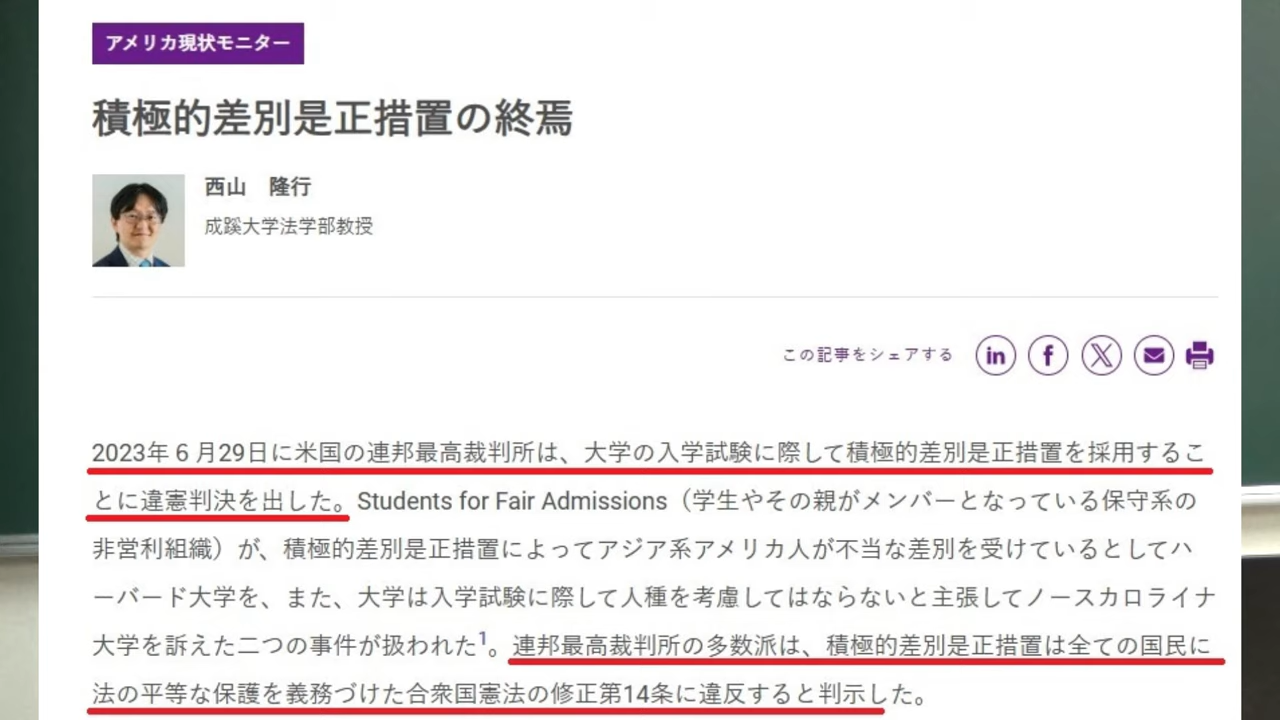 アメリカ現状モニター
積極的差別是正措置の終焉
西山　隆行
成蹊大学法学部教授
この記事をシェアする
2023年６月29日に米国の連邦最高裁判所は、大学の入学試験に際して積極的差別是正措置を採用するこ
とに違憲判決を出した。Students for Fair Admissions（学生やその親がメンバーとなっている保守系の
非営利組織）が、積極的差別是正措置によってアジア系アメリカ人が不当な差別を受けているとしてハ
ーバード大学を、また、大学は入学試験に際して人種を考慮してはならないと主張してノースカロライナ
大学を訴えた二つの事件が扱われた1。連邦最高裁判所の多数派は、積極的差別是正措置は全ての国民に
法の平等な保護を義務づけた合衆国憲法の修正第14条に違反すると判示した。